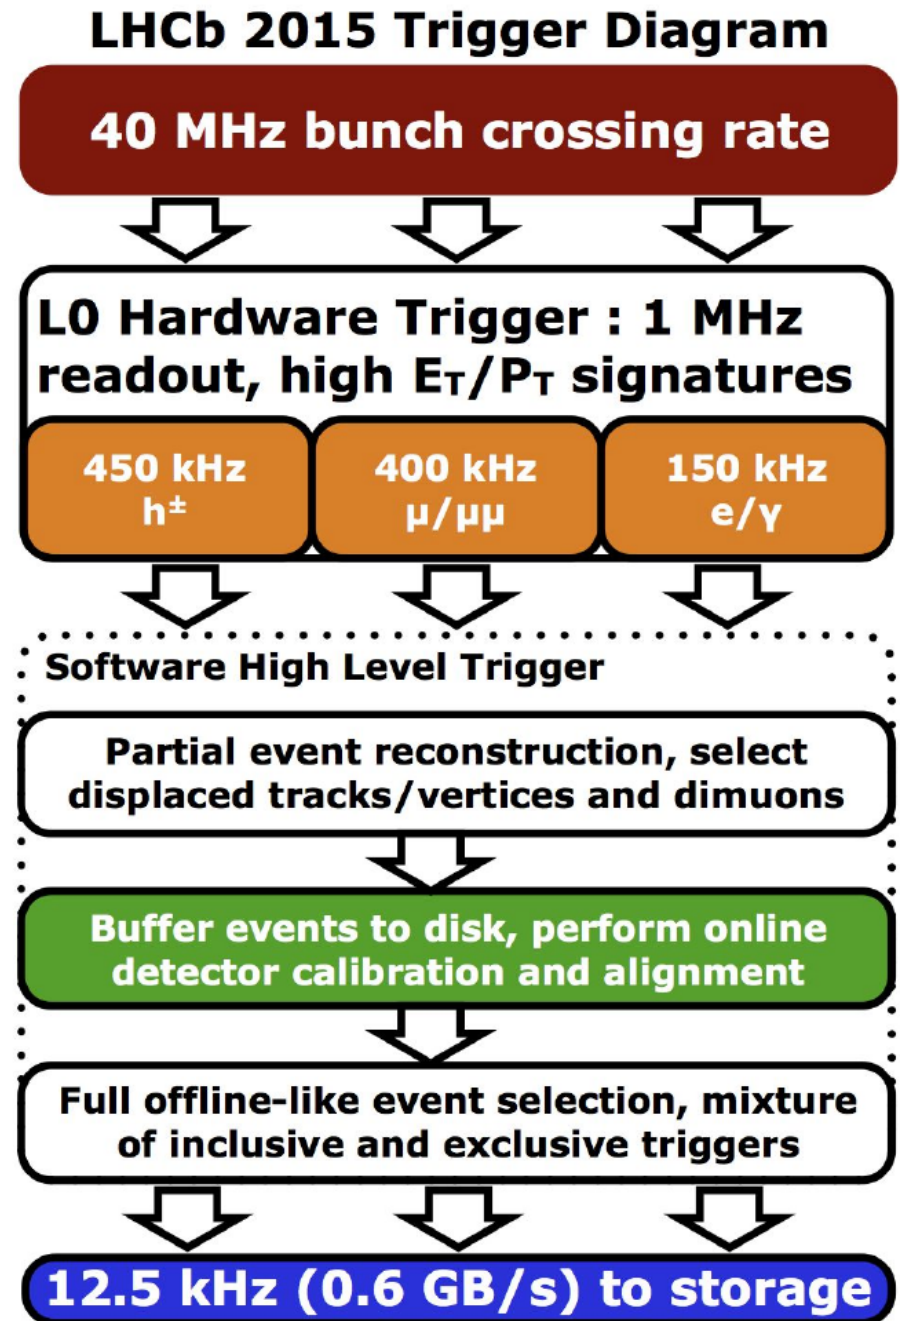 LHCb 2015 Trigger Diagram
40 MHz bunch crossing rate
L0 Hardware Trigger : 1 MHz
readout, high E_T/P_T signatures
450 kHz
h±
400 kHz
μ/μμ
150 kHz
e/γ
Software High Level Trigger
Partial event reconstruction, select
displaced tracks/vertices and dimuons
Buffer events to disk, perform online
detector calibration and alignment
Full offline-like event selection, mixture
of inclusive and exclusive triggers
12.5 kHz (0.6 GB/s) to storage